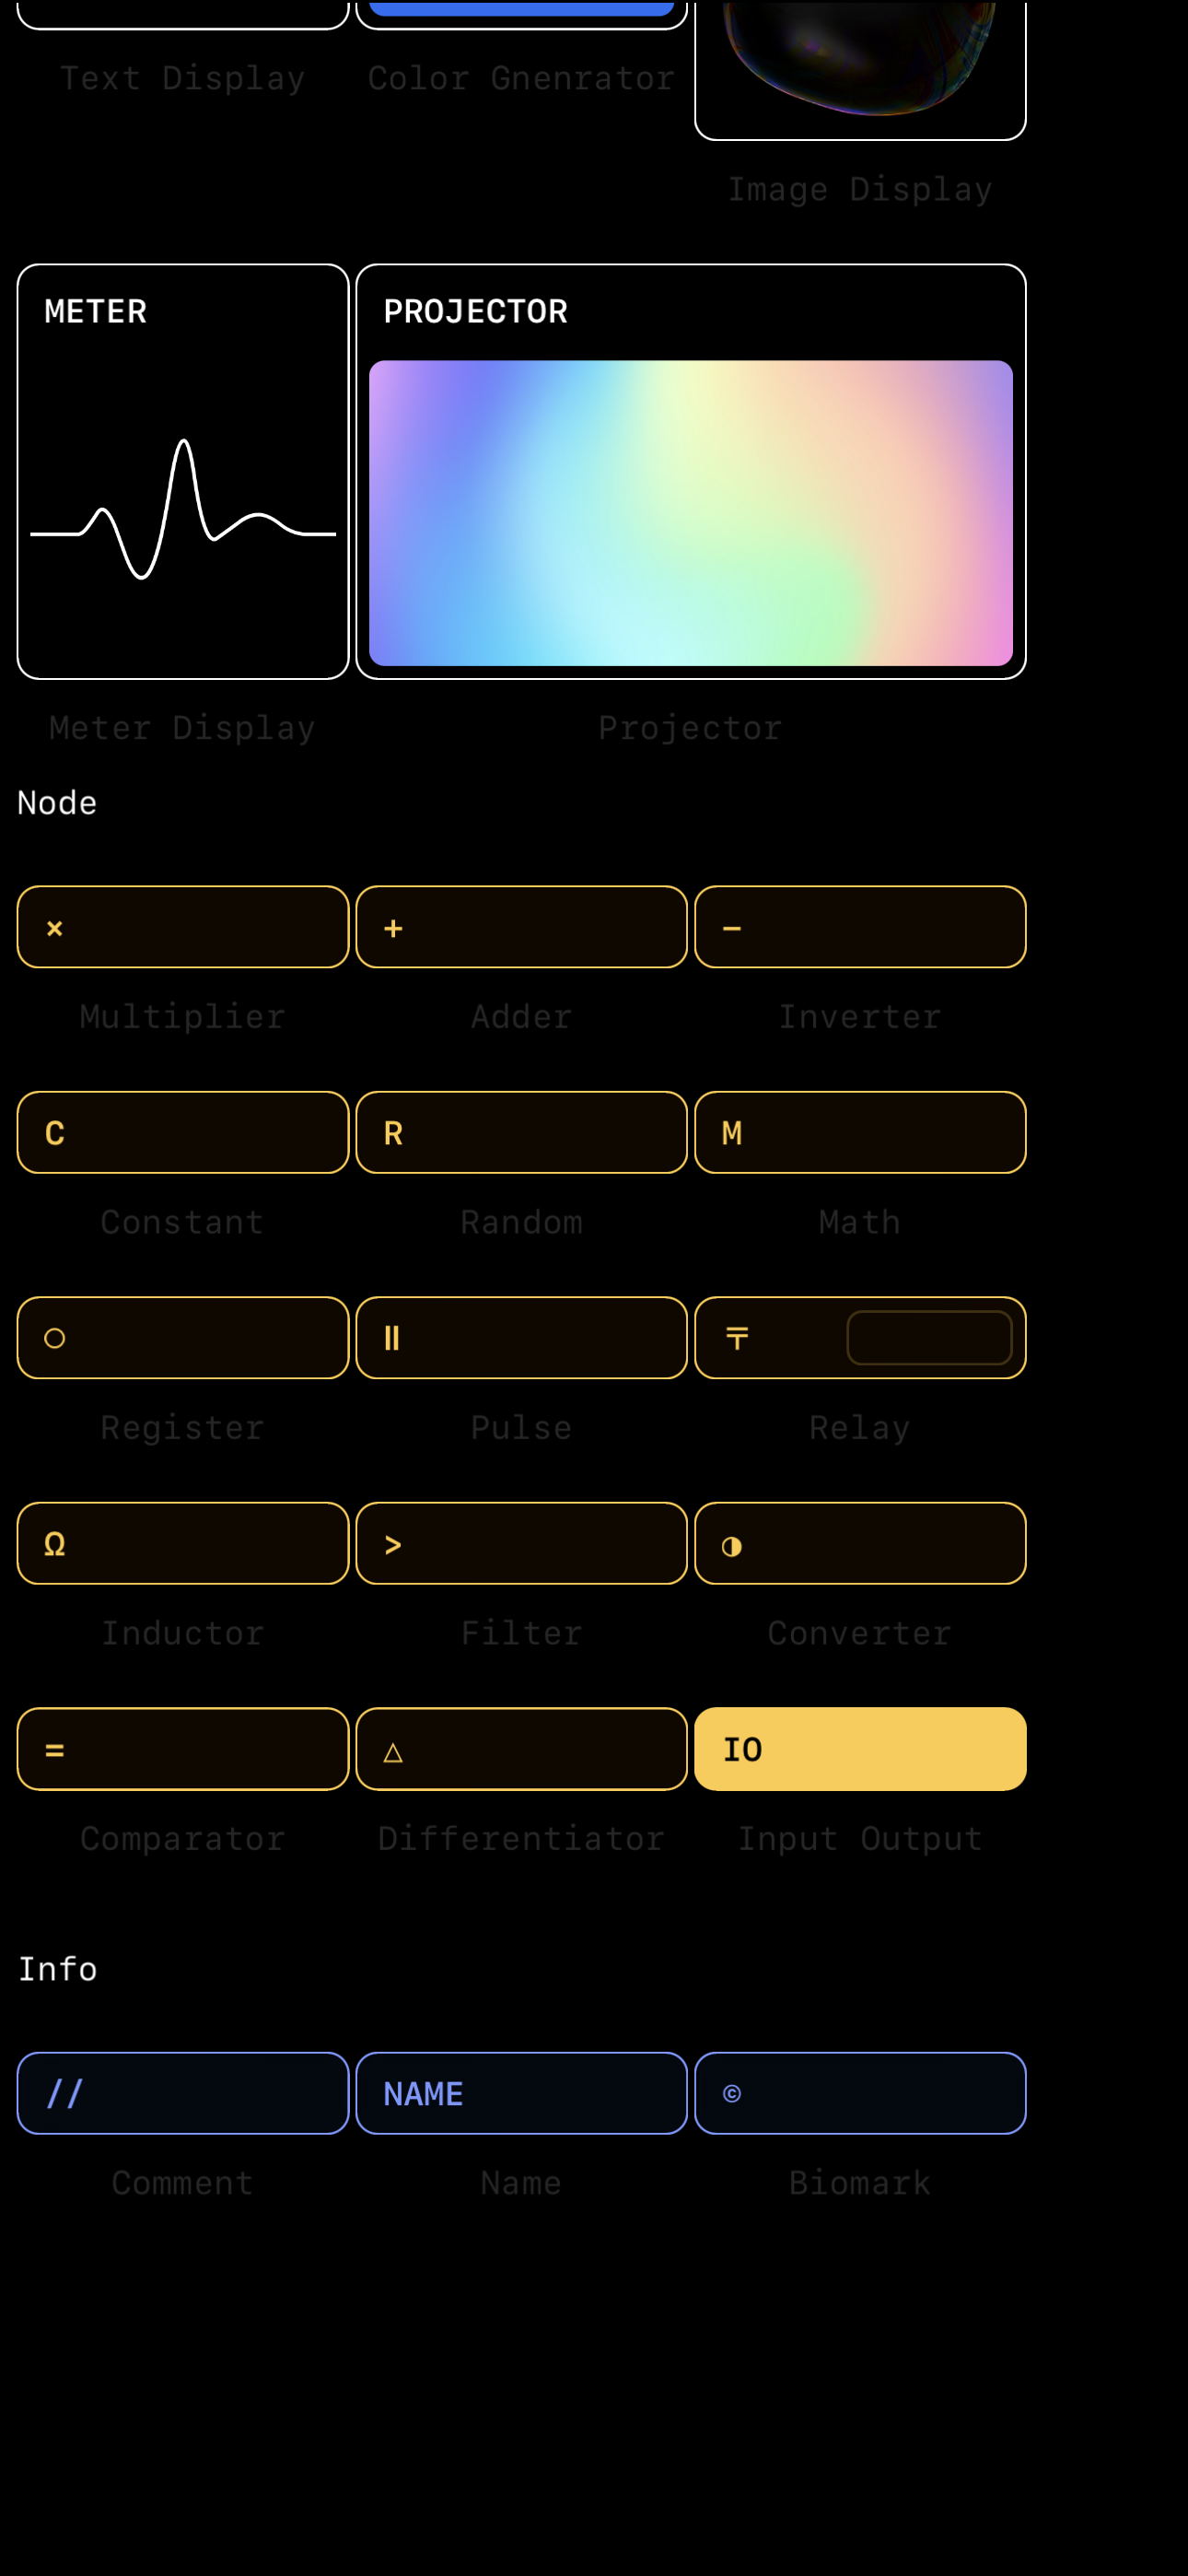 Text Display Color Gnenrator
Image Display
METER PROJECTOR
Meter Display Projector
Node
× + −
Multiplier Adder Inverter
C R M
Constant Random Math
○ || 〒
Register Pulse Relay
Ω > ◑
Inductor Filter Converter
= △ IO
Comparator Differentiator Input Output
Info
// NAME ©
Comment Name Biomark